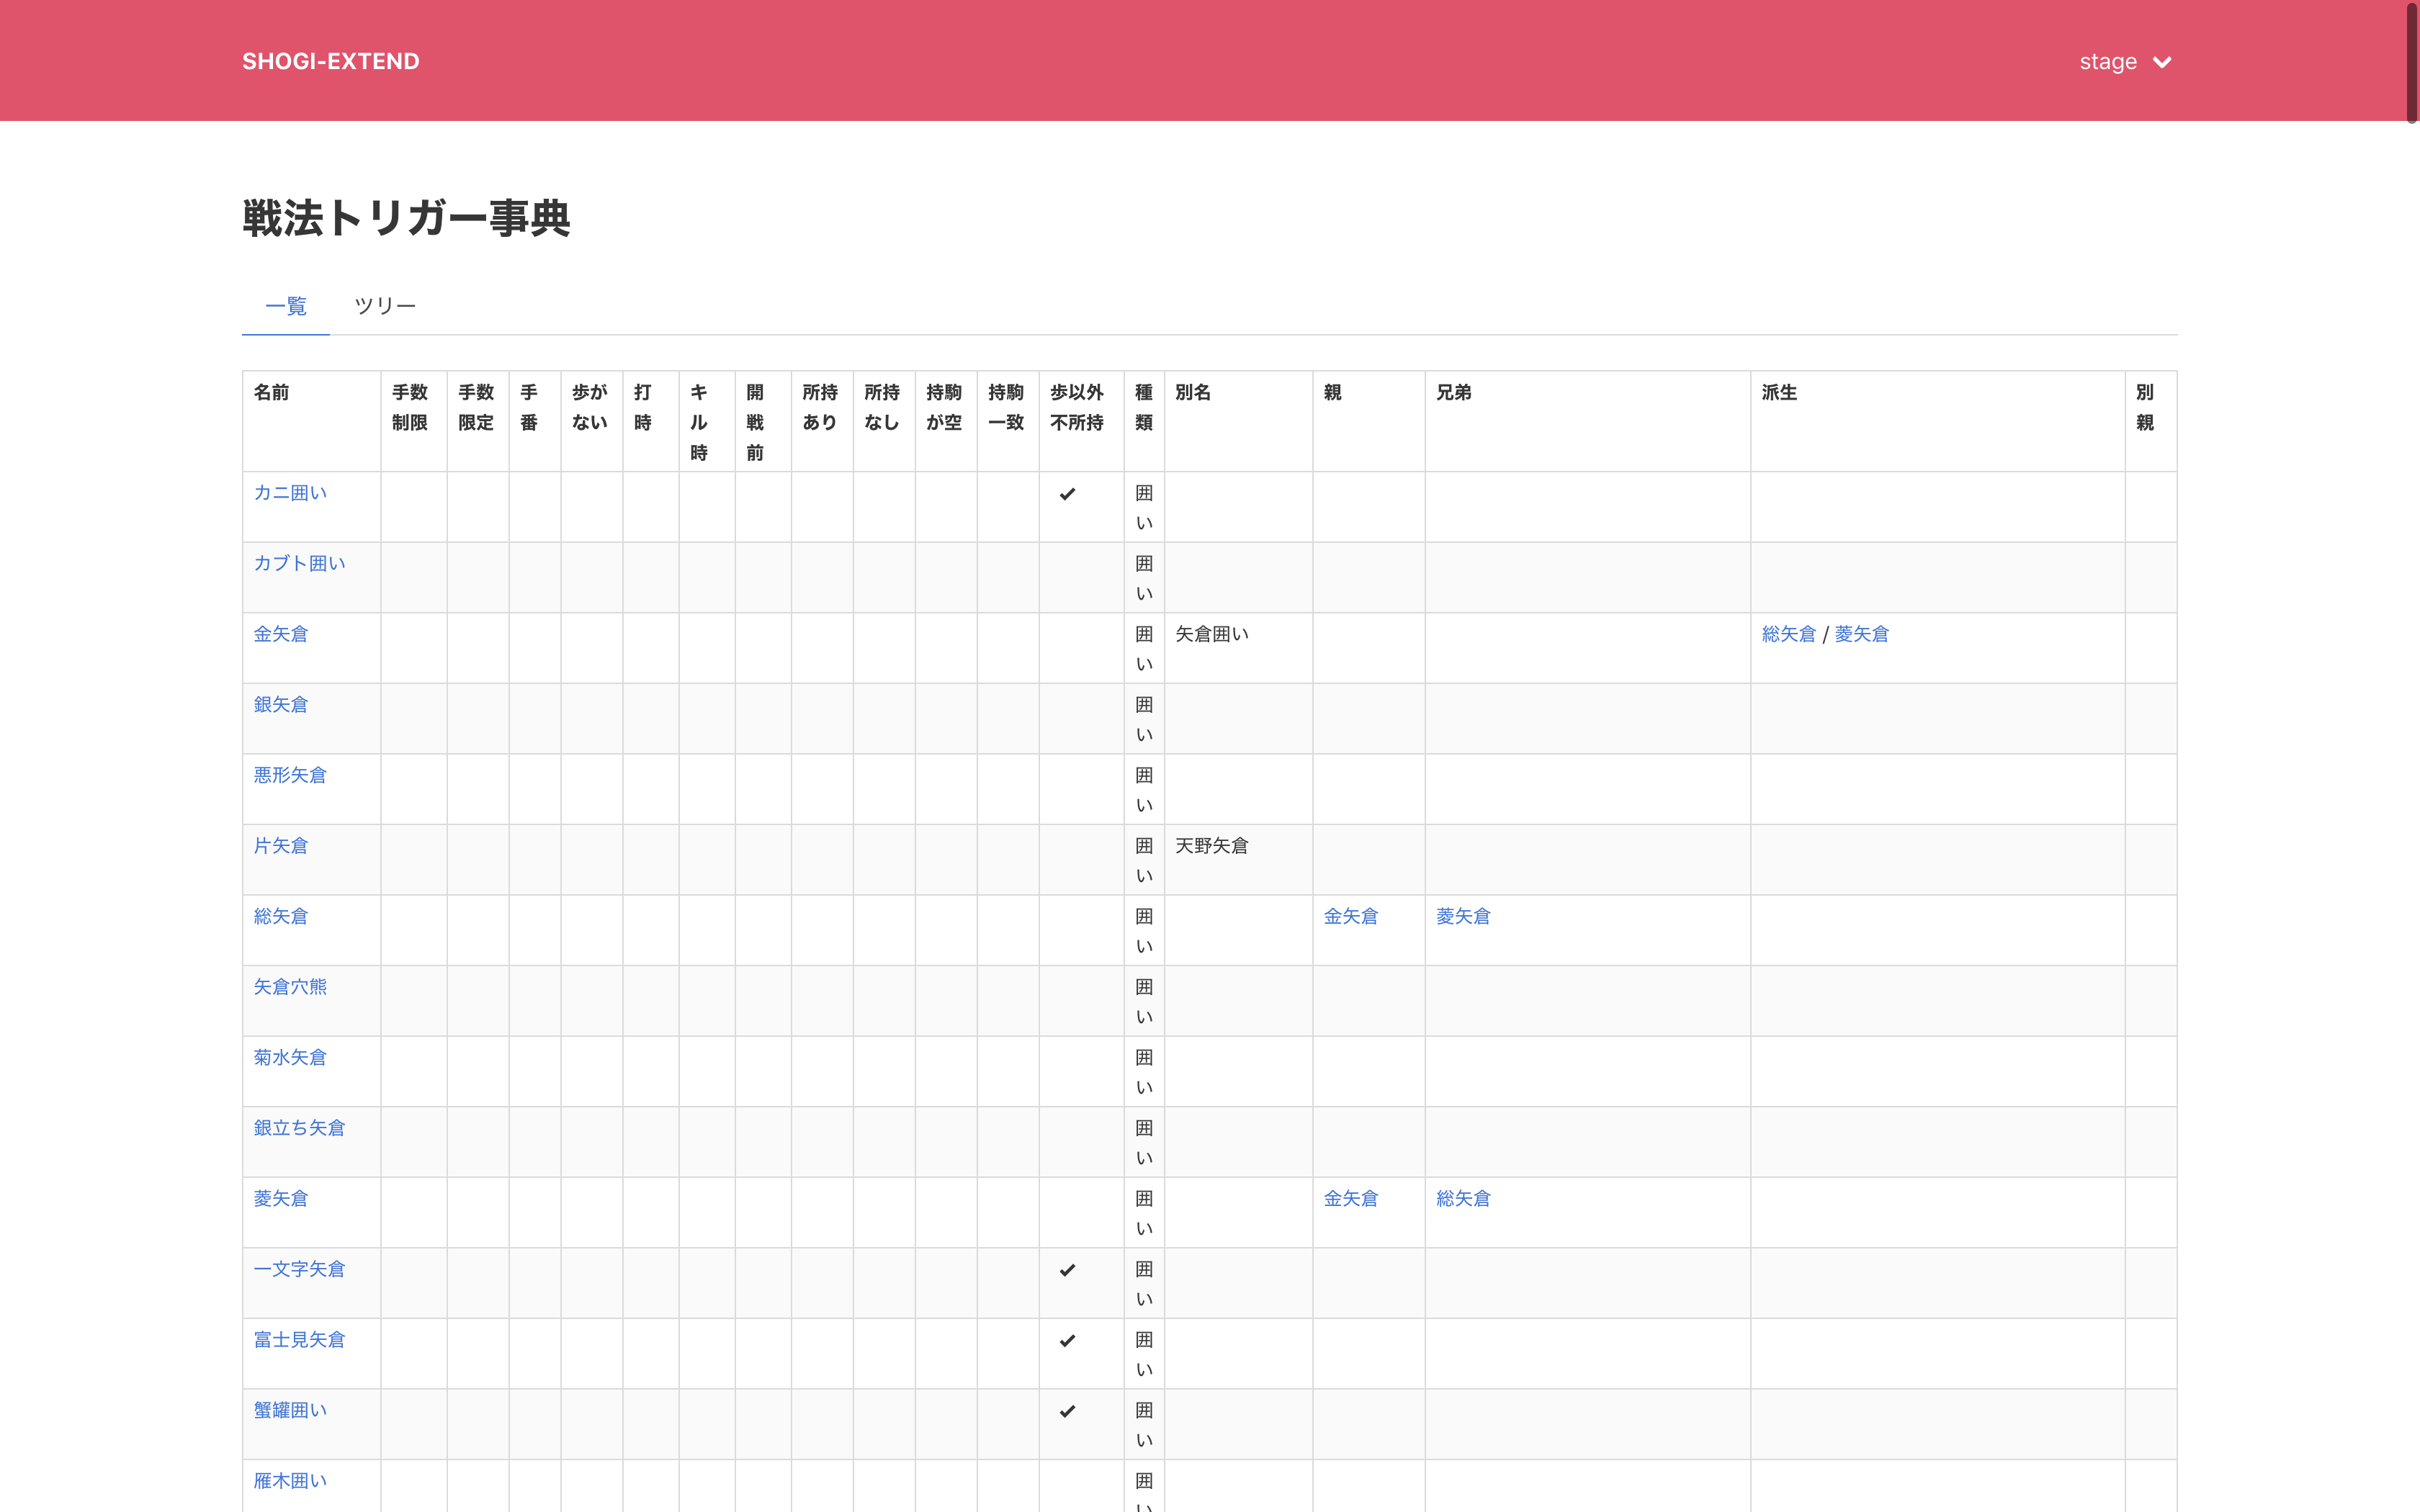 SHOGI-EXTEND
stage
戦法トリガー事典
一覧 ツリー
名前 手数制限 手数限定 手番 歩がない 打時 キル時 開戦前 所持あり 所持なし 持駒が空 持駒一致 歩以外不所持 種類 別名 親 兄弟 派生 別親
カニ囲い ✓ 囲い
カブト囲い 囲い
金矢倉 囲い 矢倉囲い 総矢倉 / 菱矢倉
銀矢倉 囲い
悪形矢倉 囲い
片矢倉 囲い 天野矢倉
総矢倉 囲い 金矢倉 菱矢倉
矢倉穴熊 囲い
菊水矢倉 囲い
銀立ち矢倉 囲い
菱矢倉 囲い 金矢倉 総矢倉
一文字矢倉 ✓ 囲い
富士見矢倉 ✓ 囲い
蟹罐囲い ✓ 囲い
雁木囲い 囲い